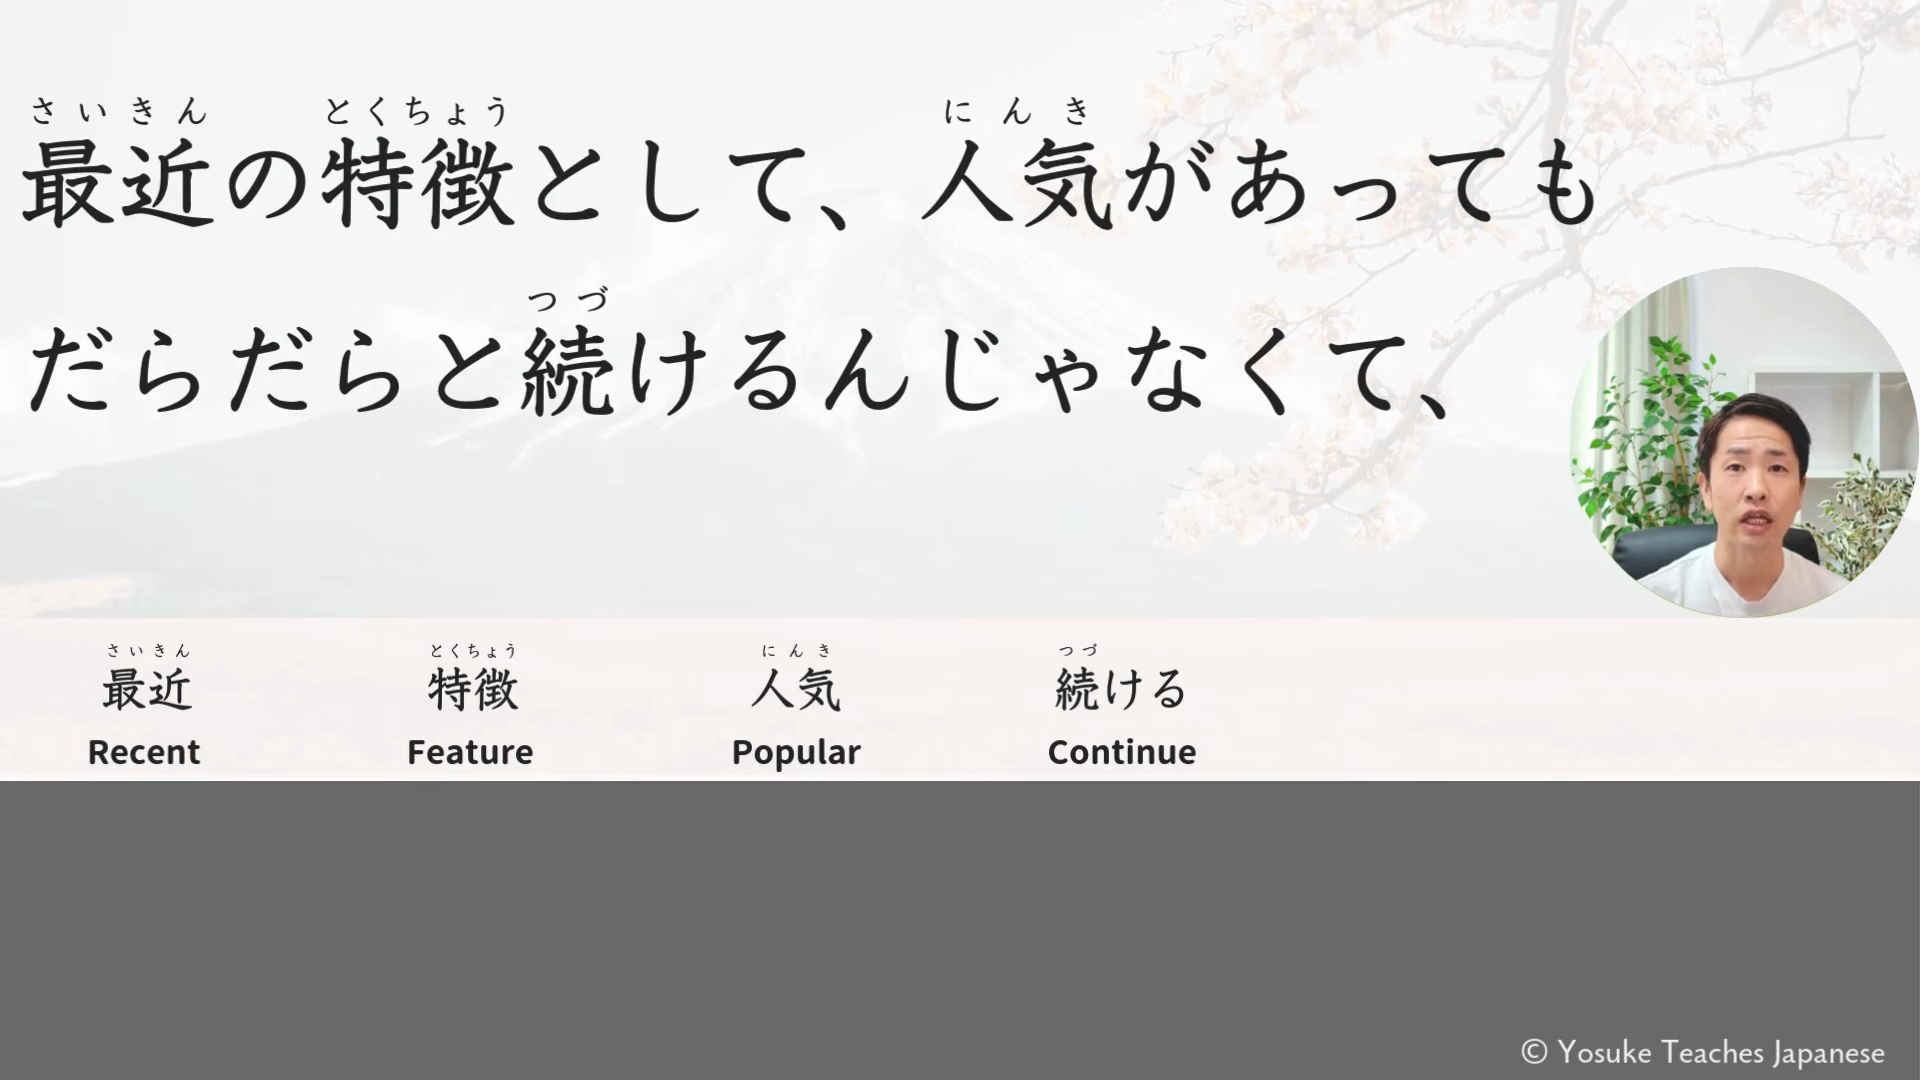 さいきん とくちょう にんき
最近の特徴として、人気があっても
つづ
だらだらと続けるんじゃなくて、
さいきん とくちょう にんき つづ
最近 特徴 人気 続ける
Recent Feature Popular Continue
© Yosuke Teaches Japanese